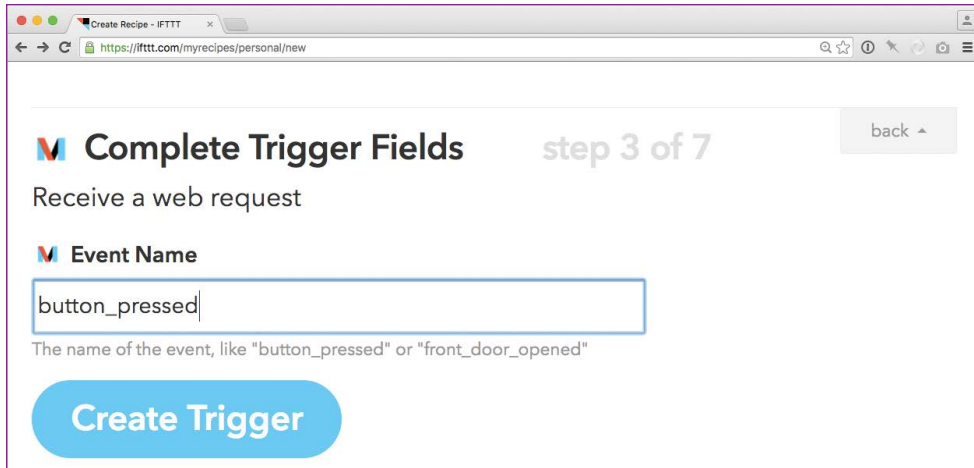 Create Recipe - IFTTT
https://ifttt.com/myrecipes/personal/new
Complete Trigger Fields step 3 of 7 back
Receive a web request
Event Name
button_pressed
The name of the event, like "button_pressed" or "front_door_opened"
Create Trigger